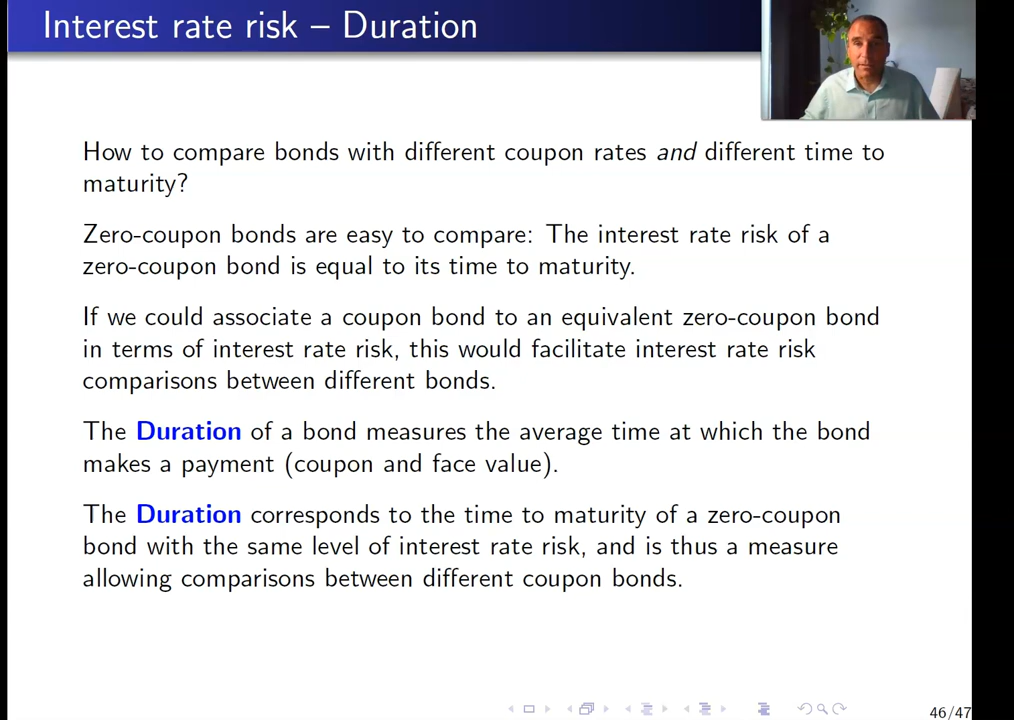 Interest rate risk – Duration
How to compare bonds with different coupon rates and different time to
maturity?
Zero-coupon bonds are easy to compare: The interest rate risk of a
zero-coupon bond is equal to its time to maturity.
If we could associate a coupon bond to an equivalent zero-coupon bond
in terms of interest rate risk, this would facilitate interest rate risk
comparisons between different bonds.
The Duration of a bond measures the average time at which the bond
makes a payment (coupon and face value).
The Duration corresponds to the time to maturity of a zero-coupon
bond with the same level of interest rate risk, and is thus a measure
allowing comparisons between different coupon bonds.
46/47